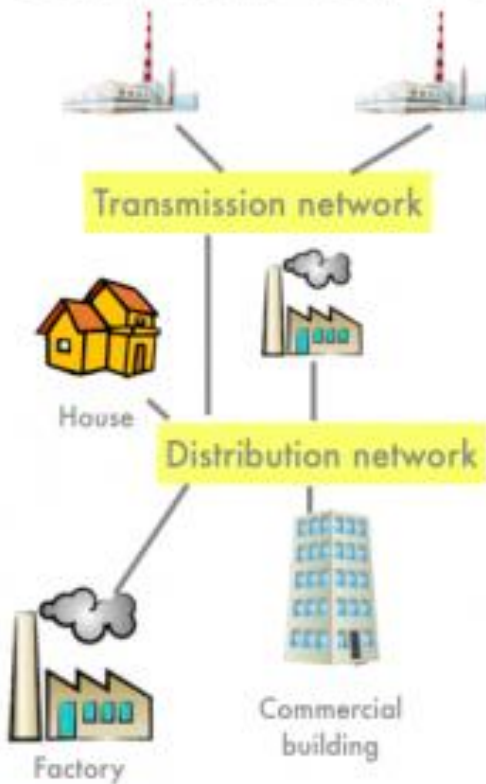 Transmission network
House
Distribution network
Commercial
building
Factory